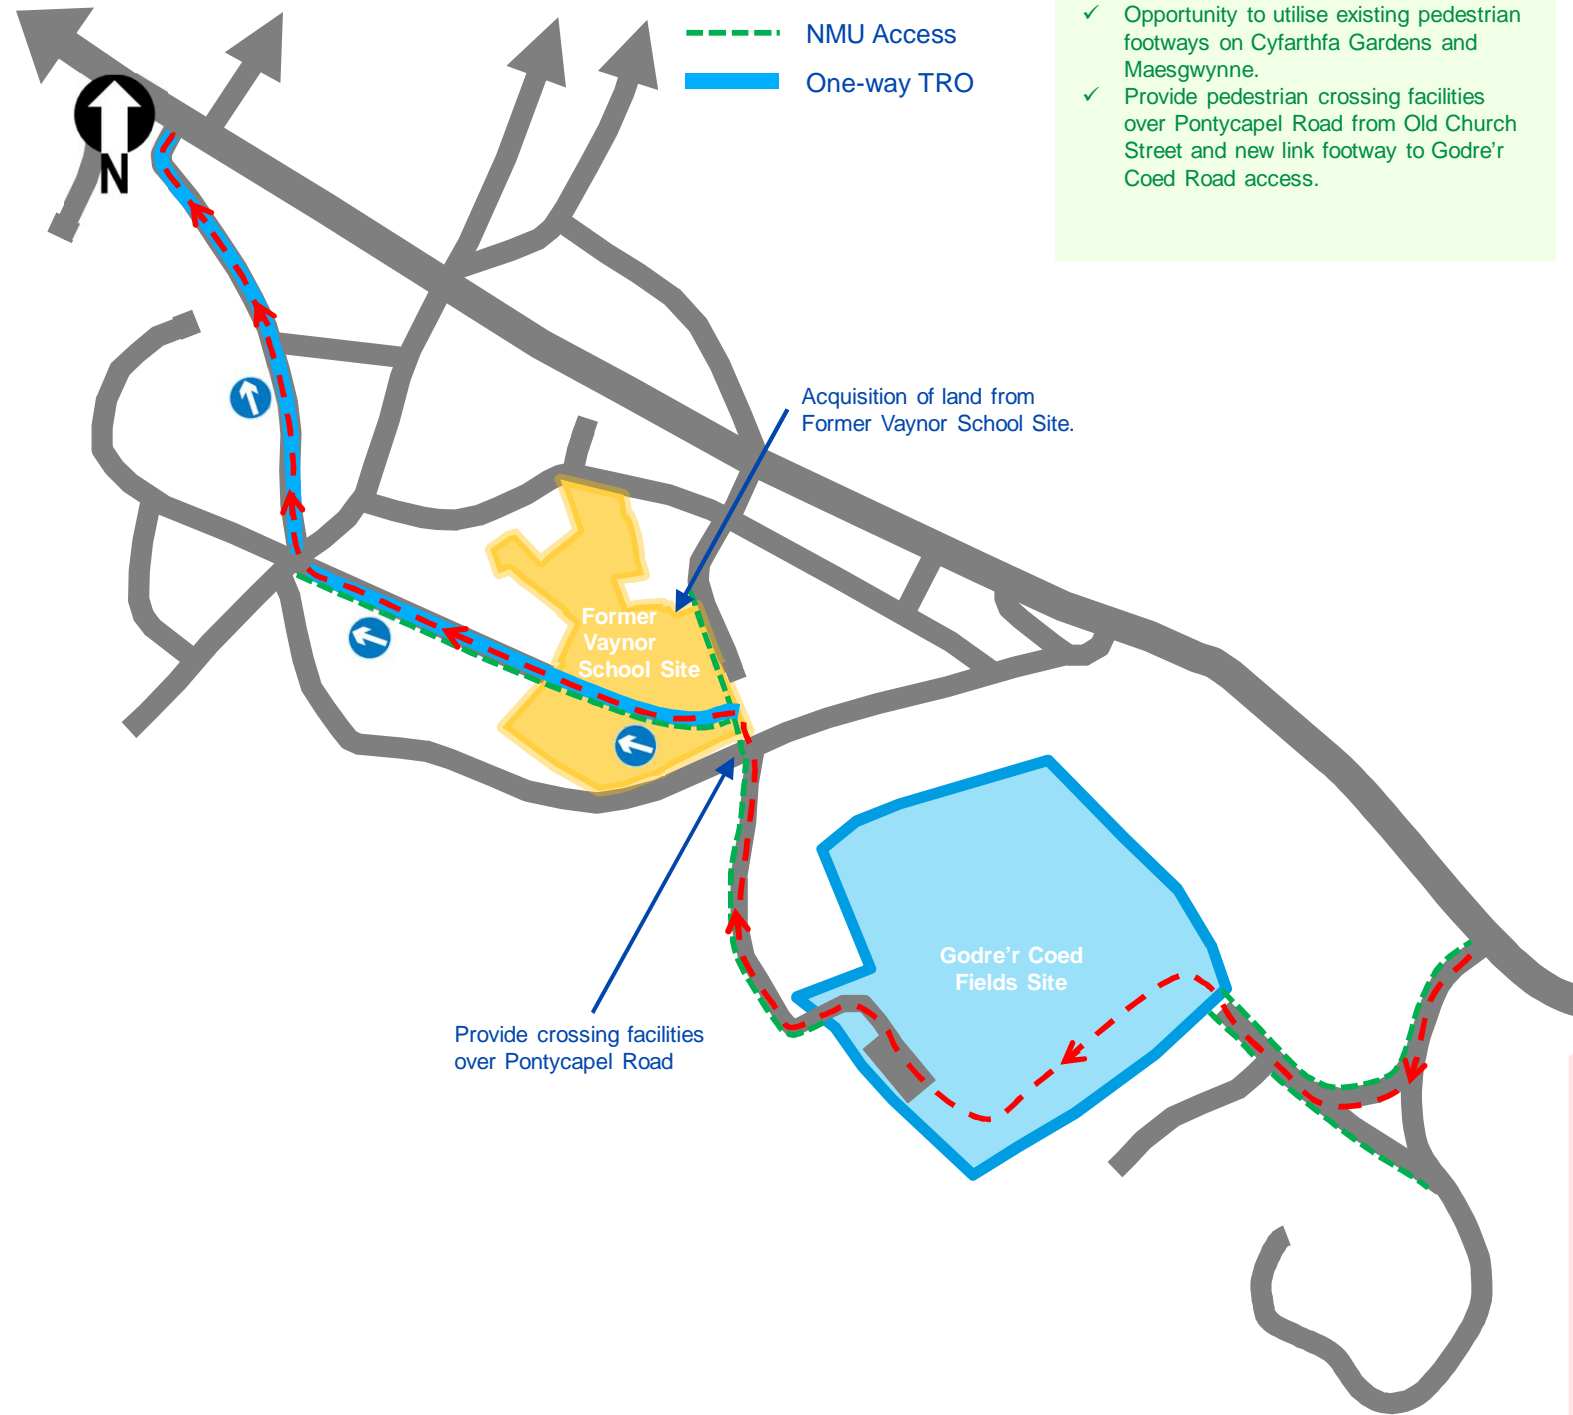 ✓ Opportunity to utilise existing pedestrian
footways on Cyfarthfa Gardens and
Maesgwynne.
✓ Provide pedestrian crossing facilities
over Pontycapel Road from Old Church
Street and new link footway to Godre'r
Coed Road access.
NMU Access
One-way TRO
N
Acquisition of land from
Former Vaynor School Site.
Former
Vaynor
School Site
Godre'r Coed
Fields Site
Provide crossing facilities
over Pontycapel Road